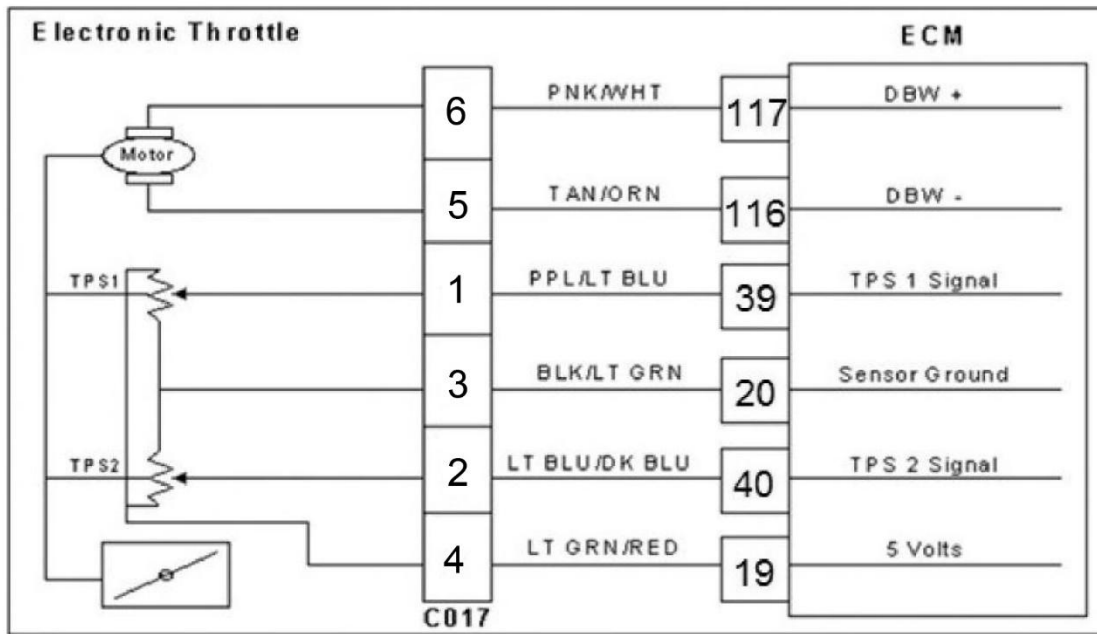 Electronic Throttle
ECM
6 PNK/WHT 117 DBW +
Motor
5 TAN/ORN 116 DBW -
TPS1 1 PPL/LT BLU 39 TPS 1 Signal
3 BLK/LT GRN 20 Sensor Ground
TPS2 2 LT BLU/DK BLU 40 TPS 2 Signal
4 LT GRN/RED 19 5 Volts
C017